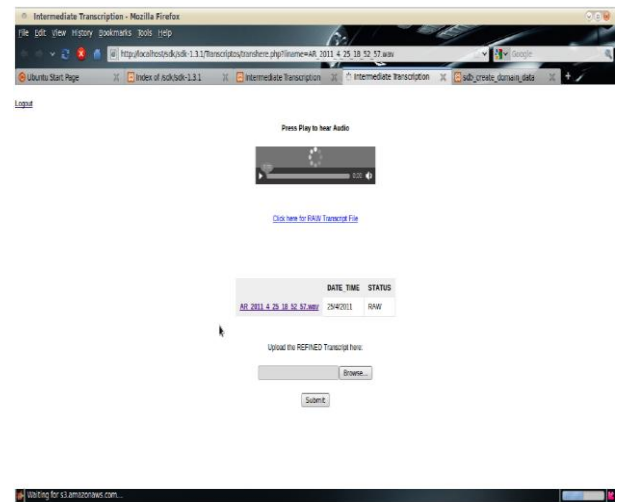 Intermediate Transcription - Mozilla Firefox
File Edit View History Bookmarks Tools Help
http://localhost/sdk/sdk-1.3.1/Transcriptos/transhere.php?liname=AR_2011_4_25_18_52_57.wav
Google
Ubuntu Start Page
Index of /sdk/sdk-1.3.1
Intermediate Transcription
Intermediate Transcription
sdb_create_domain_data
Logout
Press Play to hear Audio
0:00
Click here for RAW Transcript File
DATE_TIME STATUS
AR_2011_4_25_18_52_57.wav 25/4/2011 RAW
Upload the REFINED Transcript here:
Browse...
Submit
Waiting for s3.amazonaws.com...